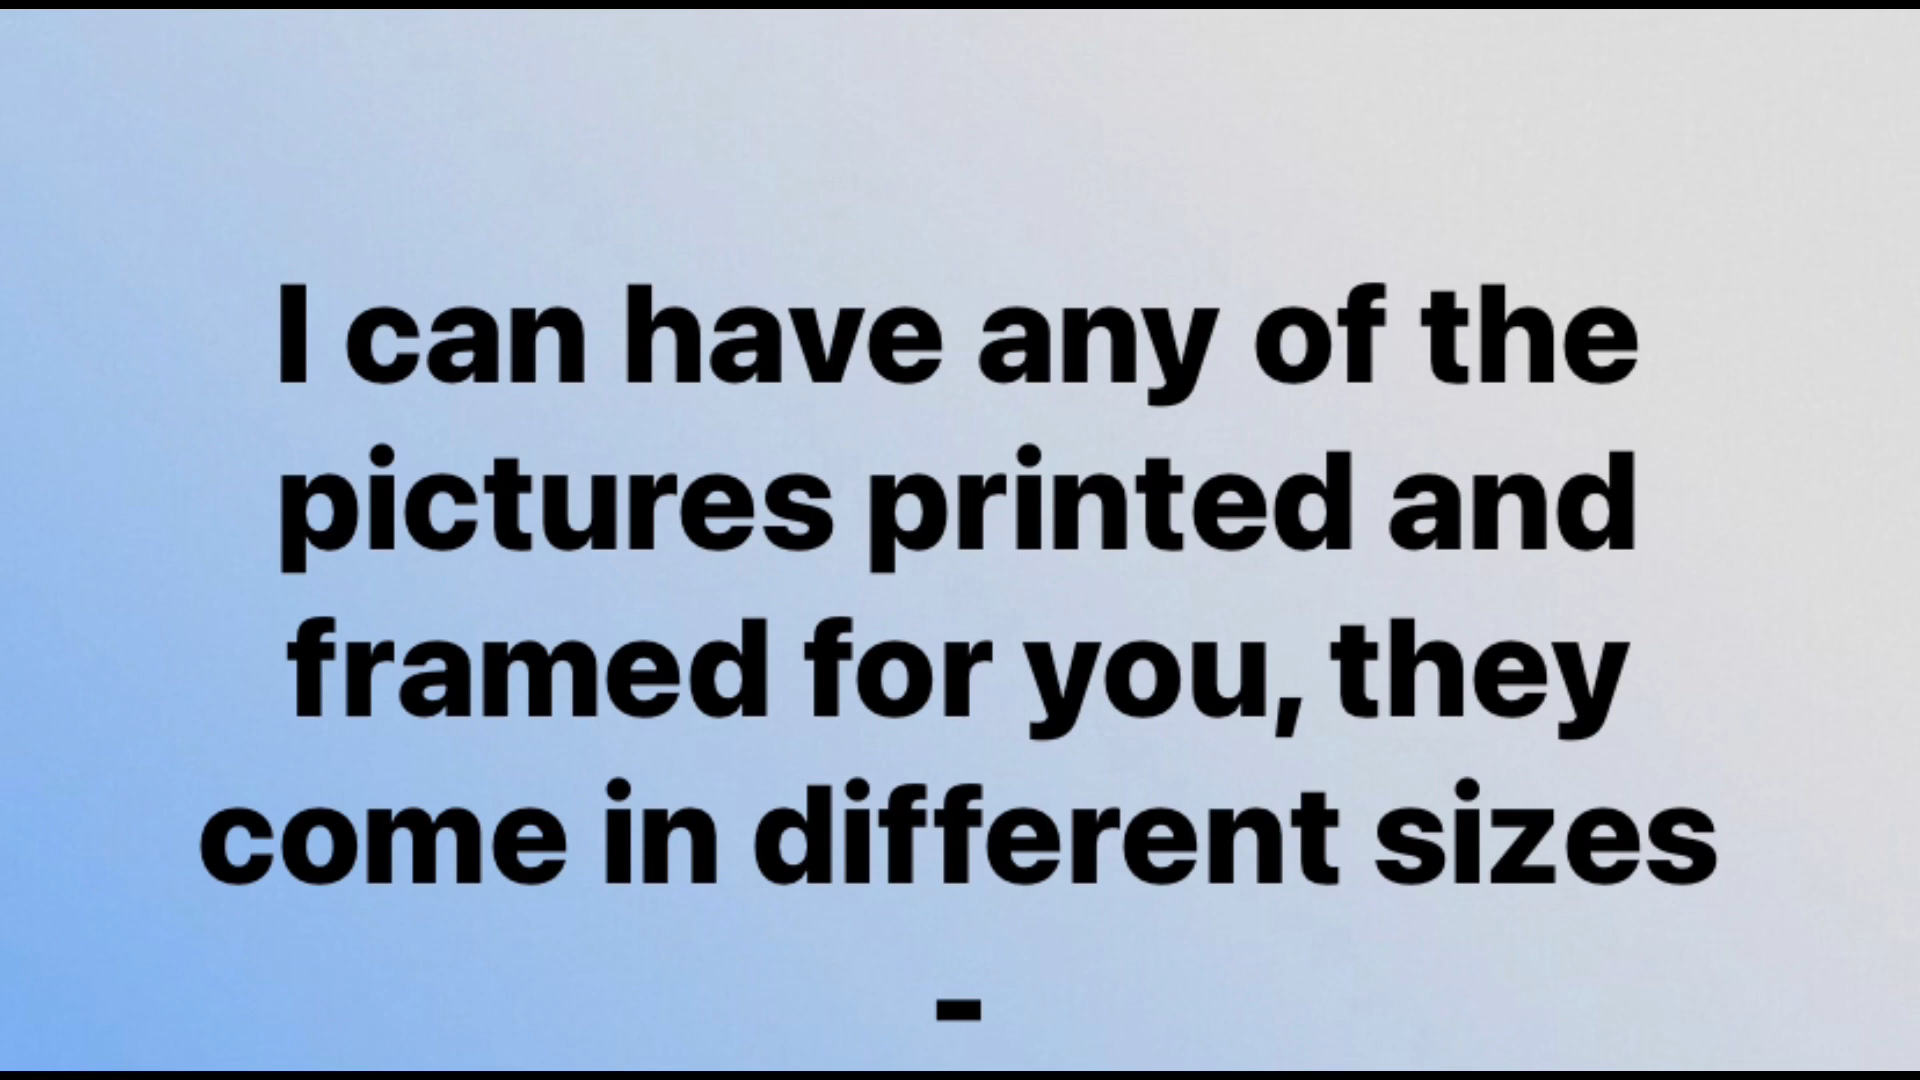 I can have any of the
pictures printed and
framed for you, they
come in different sizes
-